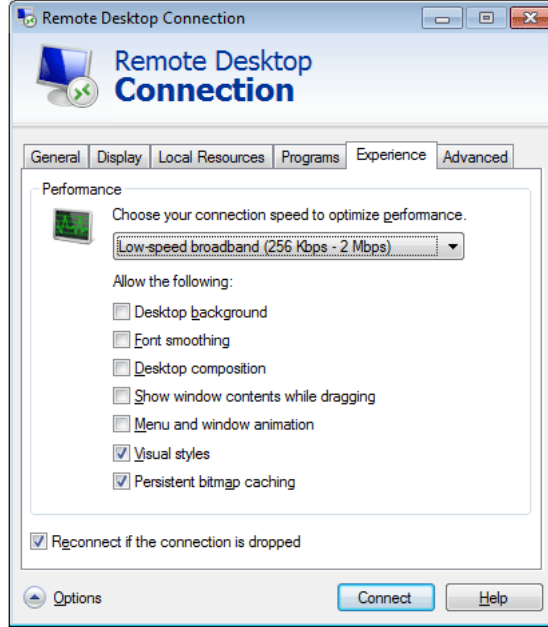 Remote Desktop Connection
Remote Desktop
Connection
General Display Local Resources Programs Experience Advanced
Performance
Choose your connection speed to optimize performance.
Low-speed broadband (256 Kbps - 2 Mbps)
Allow the following:
Desktop background
Font smoothing
Desktop composition
Show window contents while dragging
Menu and window animation
Visual styles
Persistent bitmap caching
Reconnect if the connection is dropped
Options Connect Help